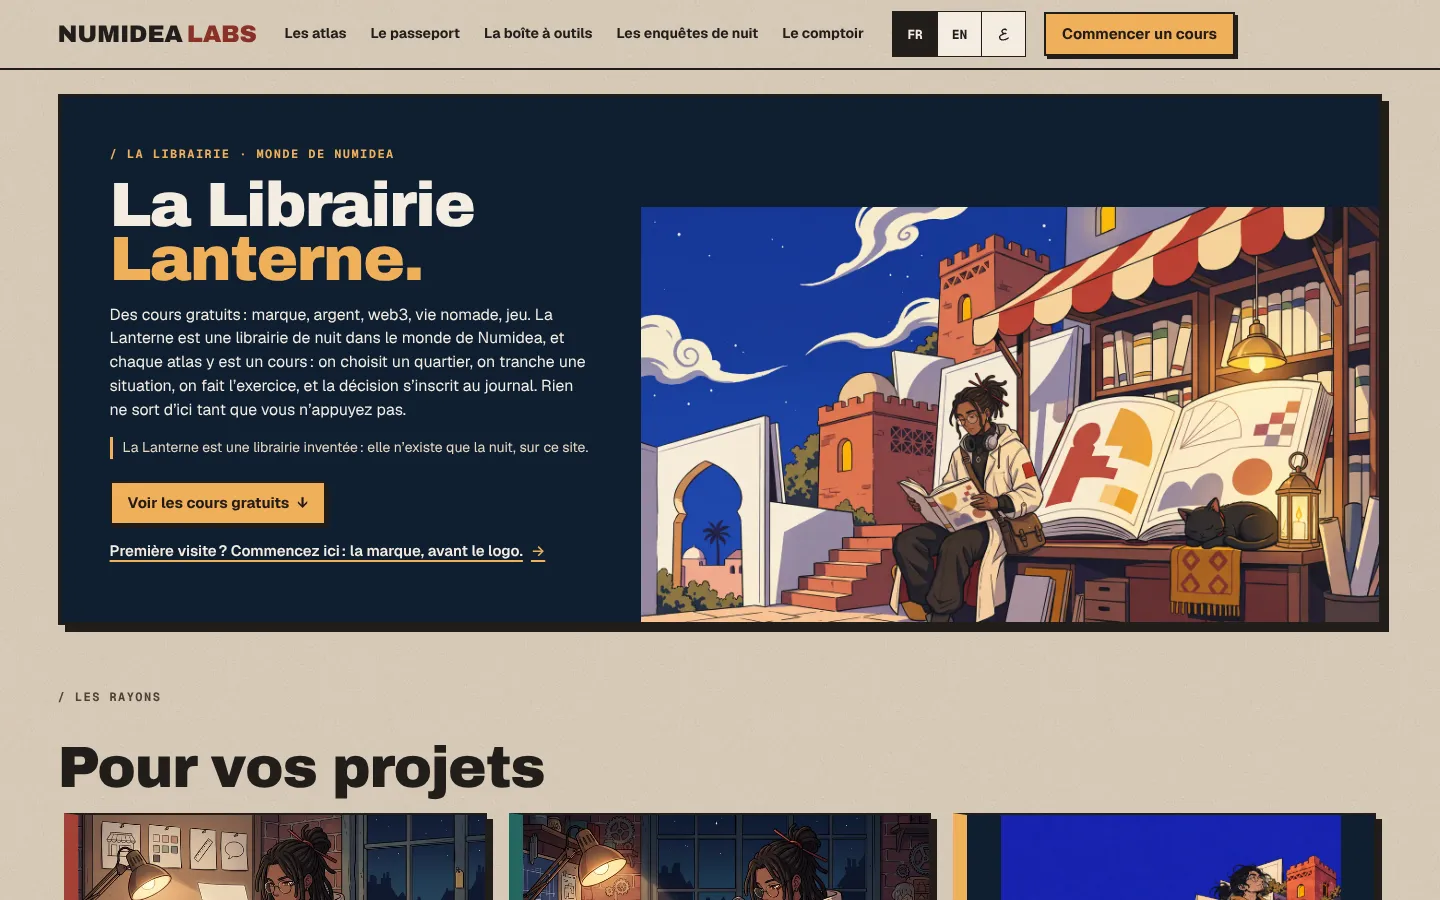 NUMIDEA LABS
Les atlas
Le passeport
La boîte à outils
Les enquêtes de nuit
Le comptoir
FR
EN
ع
Commencer un cours
/ LA LIBRAIRIE · MONDE DE NUMIDEA
La Librairie
Lanterne.
Des cours gratuits : marque, argent, web3, vie nomade, jeu. La
Lanterne est une librairie de nuit dans le monde de Numidea, et
chaque atlas y est un cours : on choisit un quartier, on tranche une
situation, on fait l’exercice, et la décision s’inscrit au journal. Rien
ne sort d’ici tant que vous n’appuyez pas.
La Lanterne est une librairie inventée : elle n’existe que la nuit, sur ce site.
Voir les cours gratuits ↓
Première visite ? Commencez ici : la marque, avant le logo. →
/ LES RAYONS
Pour vos projets